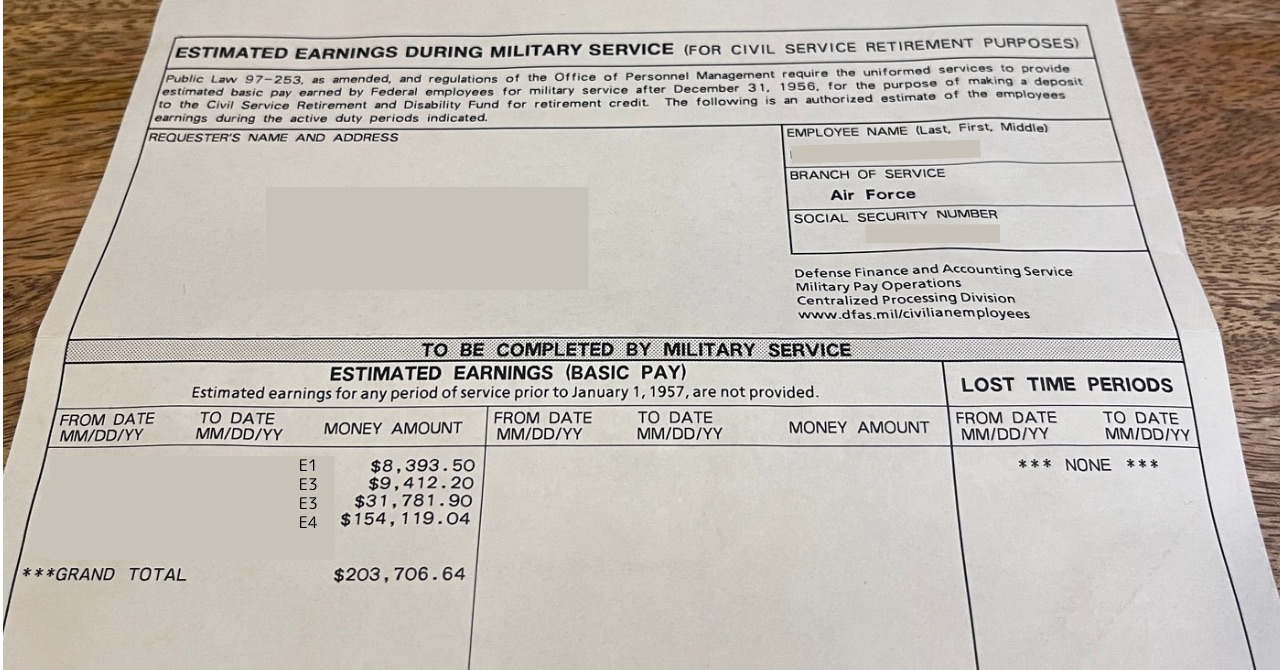 ESTIMATED EARNINGS DURING MILITARY SERVICE (FOR CIVIL SERVICE RETIREMENT PURPOSES)
Public Law 97-253, as amended, and regulations of the Office of Personnel Management require the uniformed services to provide
estimated basic pay earned by Federal employees for military service after December 31, 1956, for the purpose of making a deposit
to the Civil Service Retirement and Disability Fund for retirement credit. The following is an authorized estimate of the employees
earnings during the active duty periods indicated.
REQUESTER'S NAME AND ADDRESS
EMPLOYEE NAME (Last, First, Middle)
BRANCH OF SERVICE
Air Force
SOCIAL SECURITY NUMBER
Defense Finance and Accounting Service
Military Pay Operations
Centralized Processing Division
www.dfas.mil/civilianemployees
TO BE COMPLETED BY MILITARY SERVICE
ESTIMATED EARNINGS (BASIC PAY)
Estimated earnings for any period of service prior to January 1, 1957, are not provided.
LOST TIME PERIODS
FROM DATE TO DATE FROM DATE TO DATE FROM DATE TO DATE
MM/DD/YY MM/DD/YY MONEY AMOUNT MM/DD/YY MM/DD/YY MONEY AMOUNT MM/DD/YY MM/DD/YY
E1 $8,393.50 *** NONE ***
E3 $9,412.20
E3 $31,781.90
E4 $154,119.04
***GRAND TOTAL $203,706.64